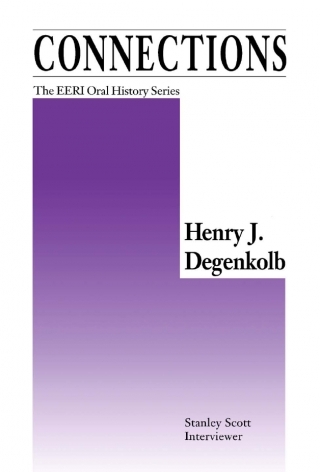 CONNECTIONS
The EERI Oral History Series
Henry J.
Degenkolb
Stanley Scott
Interviewer